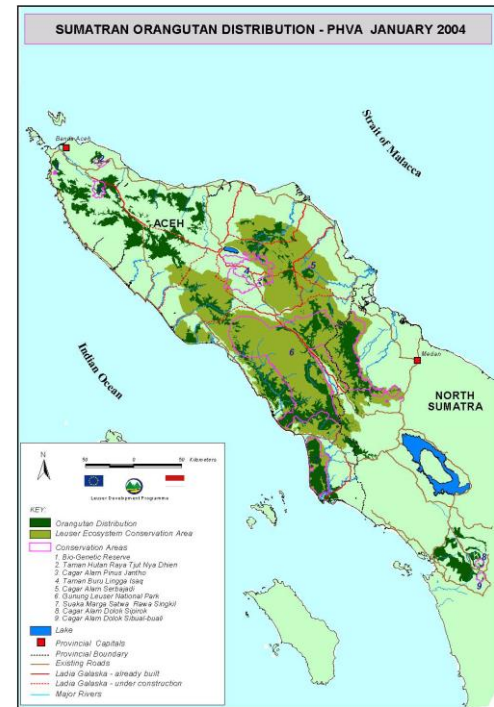 SUMATRAN ORANGUTAN DISTRIBUTION - PHVA JANUARY 2004
Strait of Malacca
Banda Aceh
ACEH
4
5
6
Medan
Indian Ocean
NORTH
SUMATRA
8
9
N
50 0 50 Kilometers
Leuser Development Programme
KEY:
Orangutan Distribution
Leuser Ecosystem Conservation Area
Conservation Areas
1. Bio-Genetic Reserve
2. Taman Hutan Raya Tjut Nya Dhien
3. Cagar Alam Pinus Jantho
4. Taman Buru Lingga Isaq
5. Cagar Alam Serbajadi
6. Gunung Leuser National Park
7. Suaka Marga Satwa Rawa Singkil
8. Cagar Alam Dolok Sipirok
9. Cagar Alam Dolok Sibual-buali
Lake
Provincial Capitals
Provincial Boundary
Existing Roads
Ladia Galaska - already built
Ladia Galaska - under construction
Major Rivers